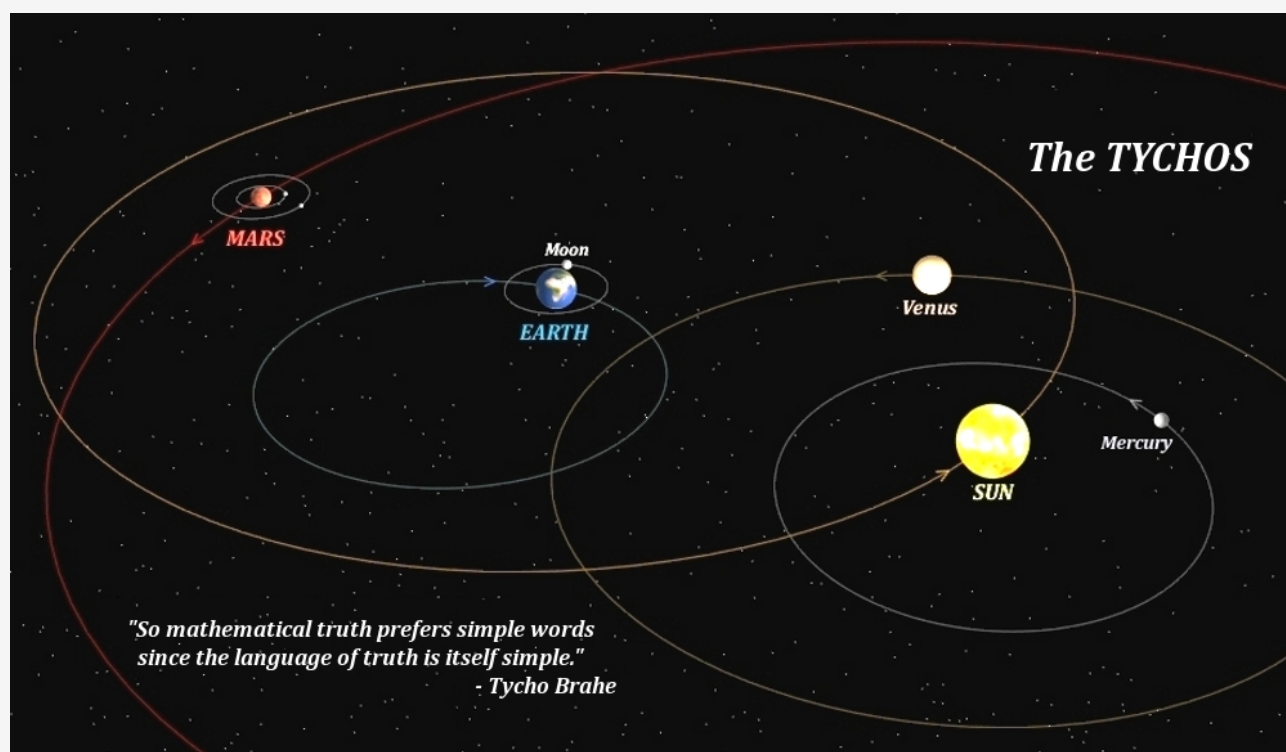 The TYCHOS
MARS
Moon
EARTH
Venus
Mercury
SUN
"So mathematical truth prefers simple words
since the language of truth is itself simple."
- Tycho Brahe